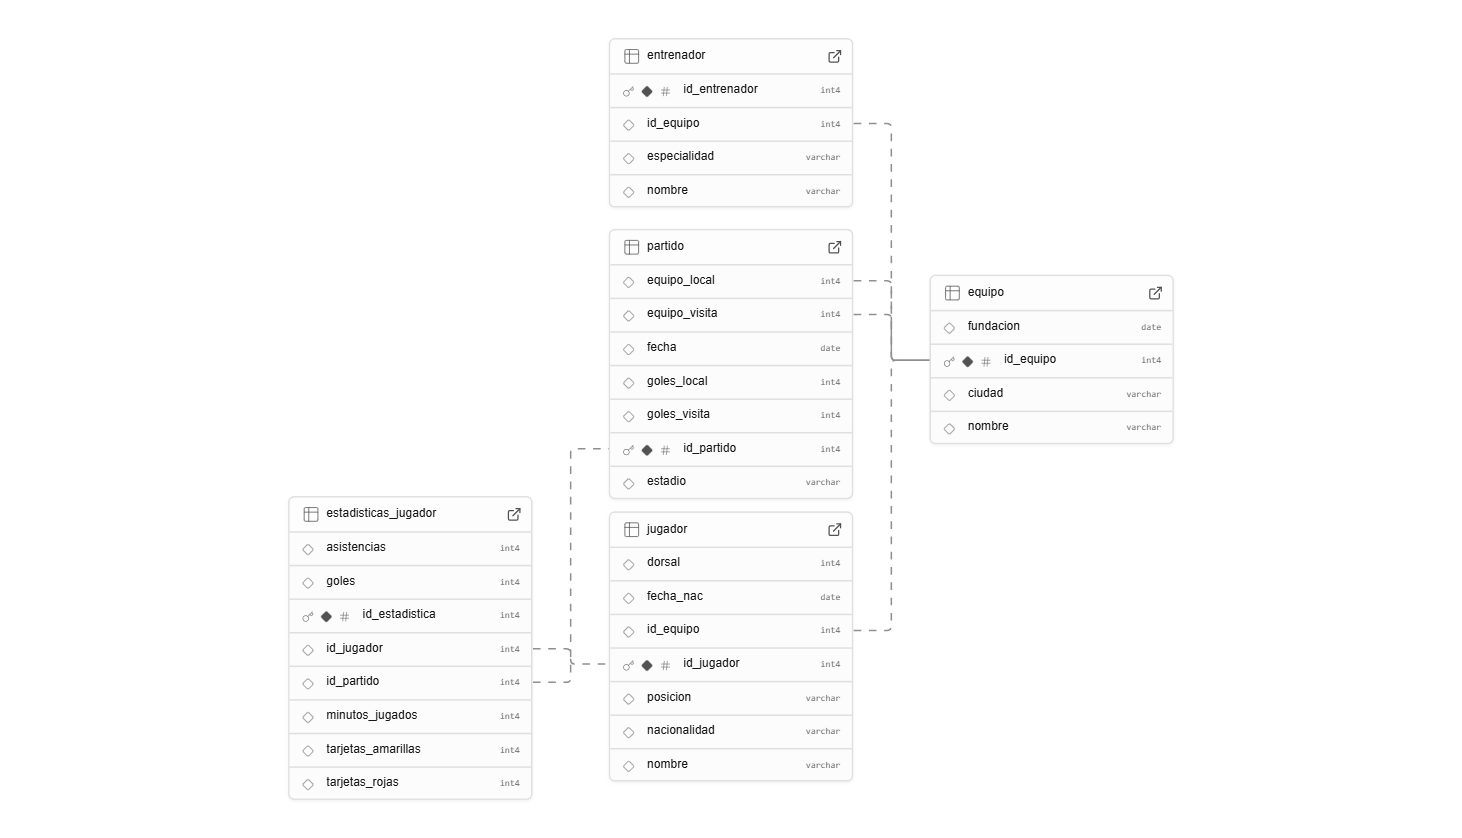 entrenador
# id_entrenador int4
id_equipo int4
especialidad varchar
nombre varchar
partido
equipo_local int4
equipo_visita int4
fecha date
goles_local int4
goles_visita int4
# id_partido int4
estadio varchar
equipo
fundacion date
# id_equipo int4
ciudad varchar
nombre varchar
estadisticas_jugador
asistencias int4
goles int4
# id_estadistica int4
id_jugador int4
id_partido int4
minutos_jugados int4
tarjetas_amarillas int4
tarjetas_rojas int4
jugador
dorsal int4
fecha_nac date
id_equipo int4
# id_jugador int4
posicion varchar
nacionalidad varchar
nombre varchar